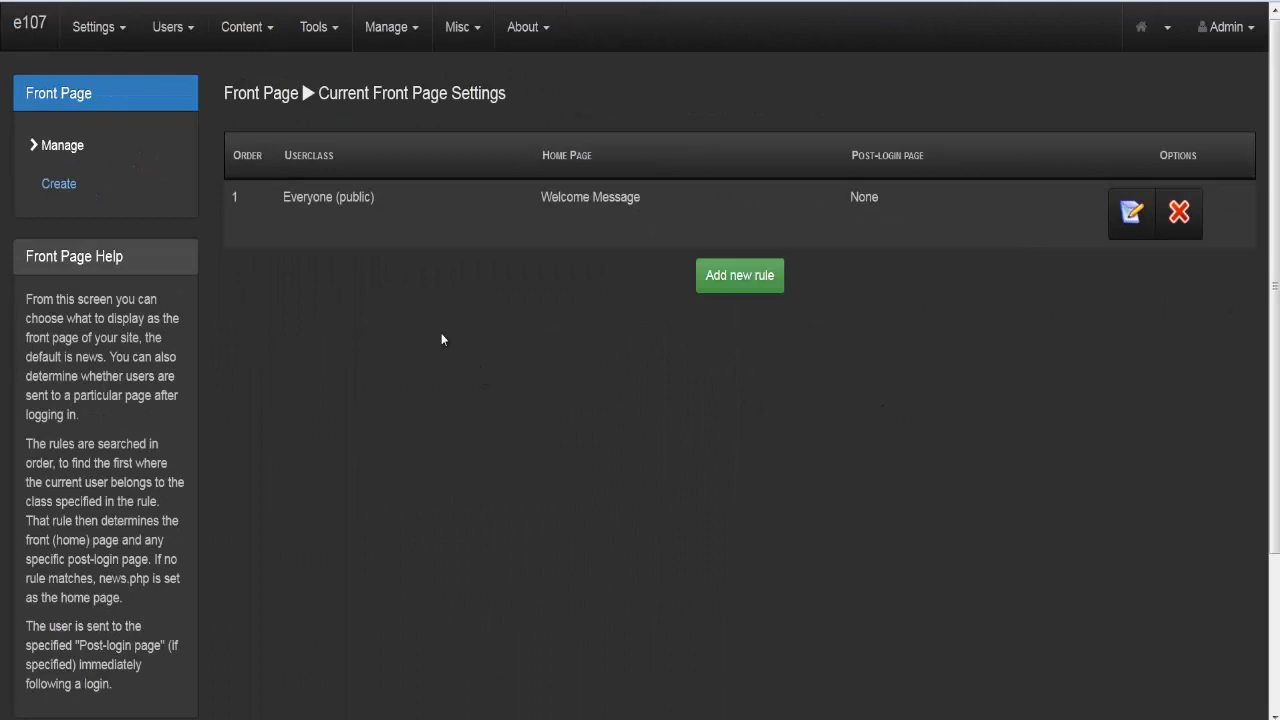 e107 Settings Users Content Tools Manage Misc About Admin
Front Page
Manage
Create
Front Page Help
From this screen you can
choose what to display as the
front page of your site, the
default is news. You can also
determine whether users are
sent to a particular page after
logging in.
The rules are searched in
order, to find the first where
the current user belongs to the
class specified in the rule.
That rule then determines the
front (home) page and any
specific post-login page. If no
rule matches, news.php is set
as the home page.
The user is sent to the
specified "Post-login page" (if
specified) immediately
following a login.
Front Page ▶ Current Front Page Settings
ORDER USERCLASS HOME PAGE POST-LOGIN PAGE OPTIONS
1 Everyone (public) Welcome Message None
Add new rule